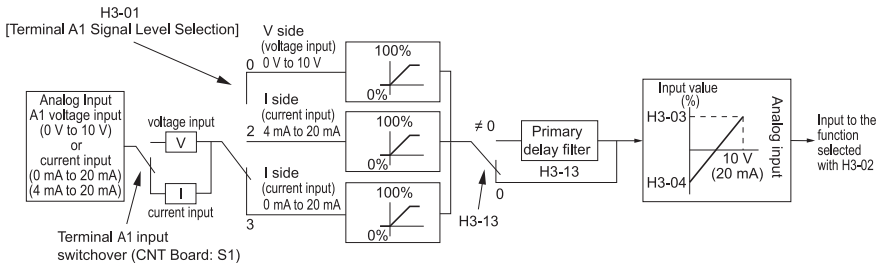 H3-01
[Terminal A1 Signal Level Selection]
Analog Input
A1 voltage input
(0 V to 10 V)
or
current input
(0 mA to 20 mA)
(4 mA to 20 mA)
voltage input
V
I
current input
Terminal A1 input
switchover (CNT Board: S1)
0
V side
(voltage input)
0 V to 10 V
100%
0%
2
I side
(current input)
4 mA to 20 mA
100%
0%
3
I side
(current input)
0 mA to 20 mA
100%
0%
≠ 0
0
H3-13
Primary
delay filter
H3-13
Input value
(%)
H3-03
H3-04
10 V
(20 mA)
Analog input
Input to the
function
selected
with H3-02